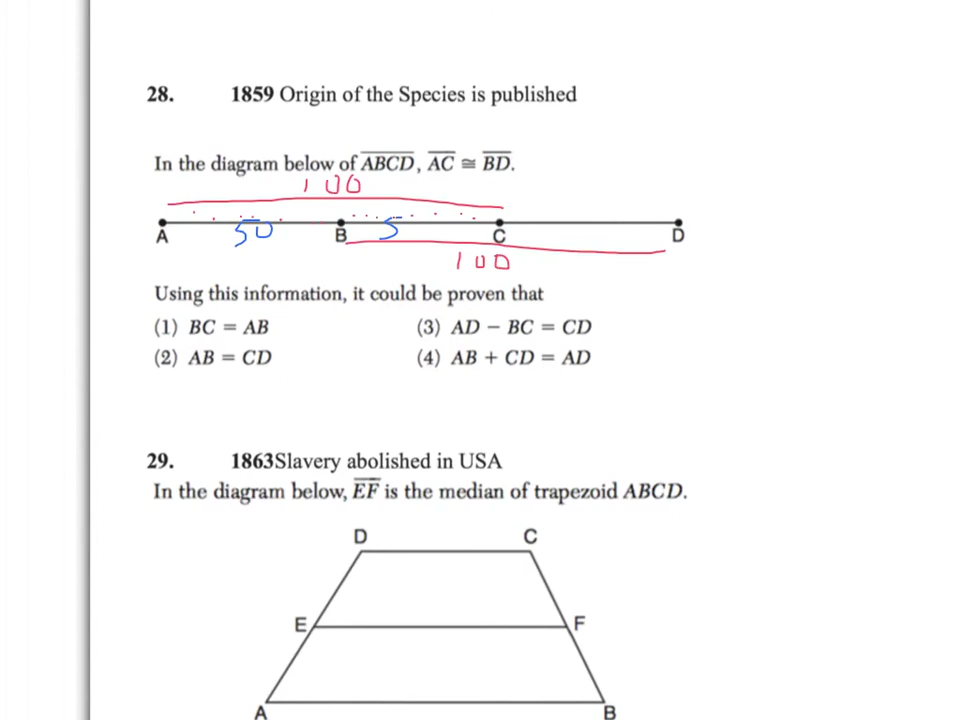 28. 1859 Origin of the Species is published
In the diagram below of ABCD, AC ≅ BD.
100
50 5
A B C D
100
Using this information, it could be proven that
(1) BC = AB (3) AD − BC = CD
(2) AB = CD (4) AB + CD = AD
29. 1863Slavery abolished in USA
In the diagram below, EF is the median of trapezoid ABCD.
D C
E F
A B